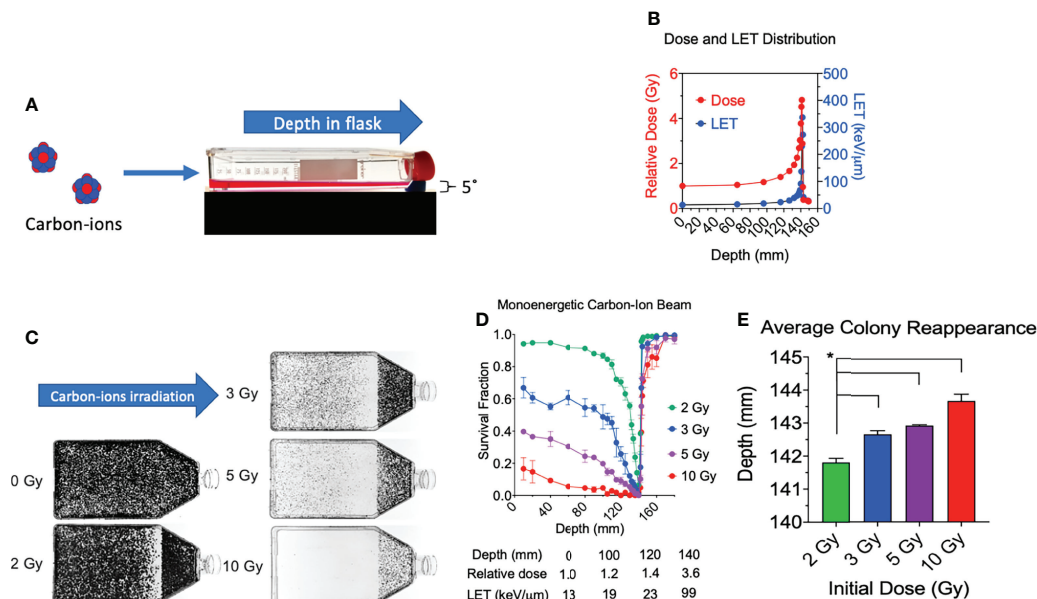 A
Depth in flask
5°
Carbon-ions
B
Dose and LET Distribution
Relative Dose (Gy)
6
4
2
0
Dose
LET
500
400
300
200
100
0
LET (keV/μm)
0 20 40 60 80 100 120 140 160
Depth (mm)
C
Carbon-ions irradiation
0 Gy
2 Gy
3 Gy
5 Gy
10 Gy
D
Monoenergetic Carbon-Ion Beam
Survival Fraction
1.0
0.8
0.6
0.4
0.2
0.0
2 Gy
3 Gy
5 Gy
10 Gy
0 40 80 120 160
Depth (mm)
Depth (mm) 0 100 120 140
Relative dose 1.0 1.2 1.4 3.6
LET (keV/μm) 13 19 23 99
E
Average Colony Reappearance
Depth (mm)
145
144
143
142
141
140
*
2 Gy 3 Gy 5 Gy 10 Gy
Initial Dose (Gy)